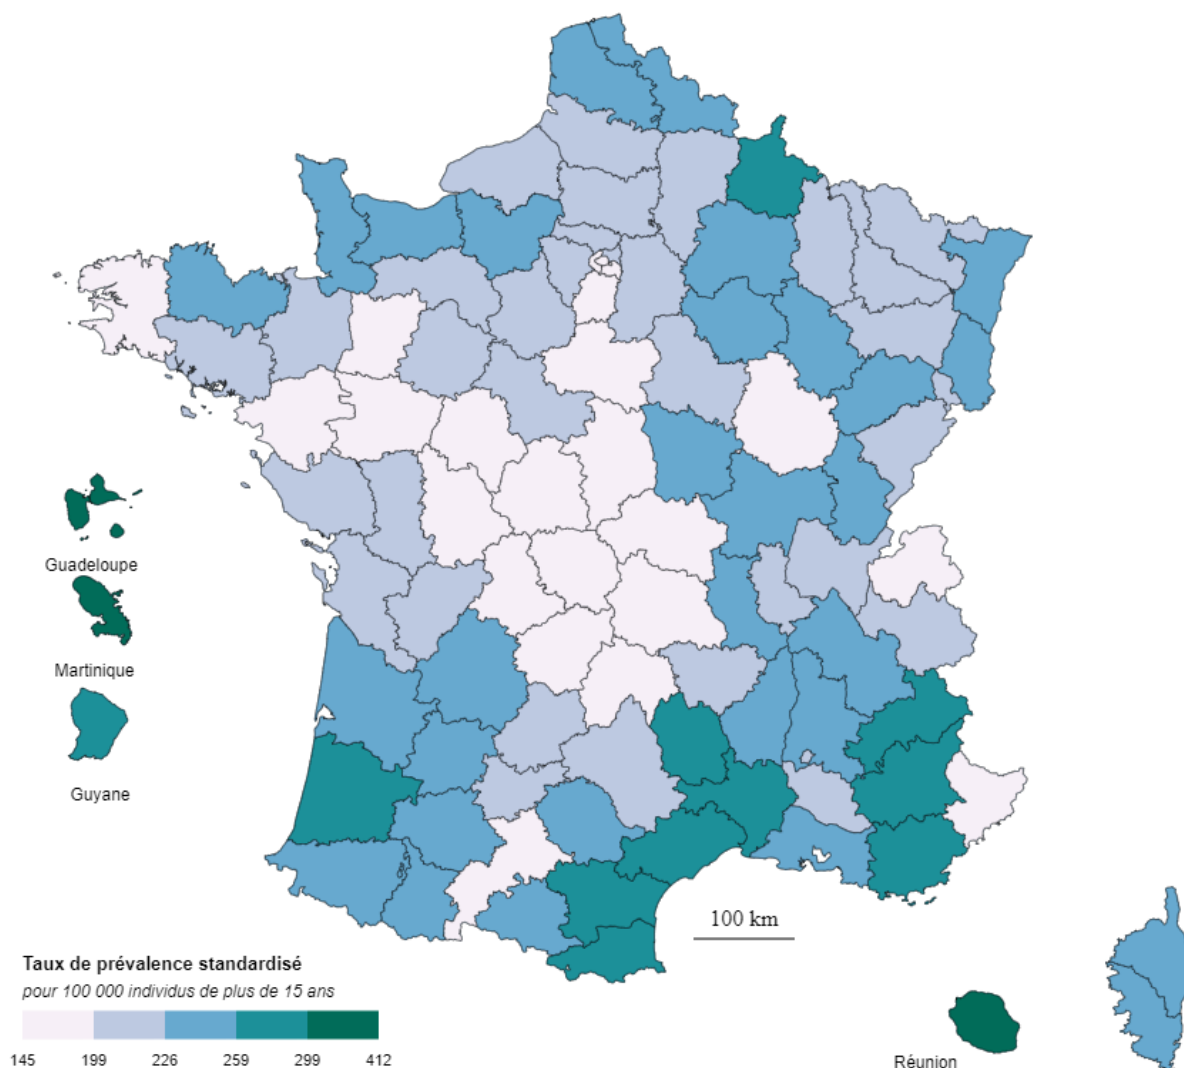 Guadeloupe
Martinique
Guyane
100 km
Taux de prévalence standardisé
pour 100 000 individus de plus de 15 ans
145 199 226 259 299 412
Réunion